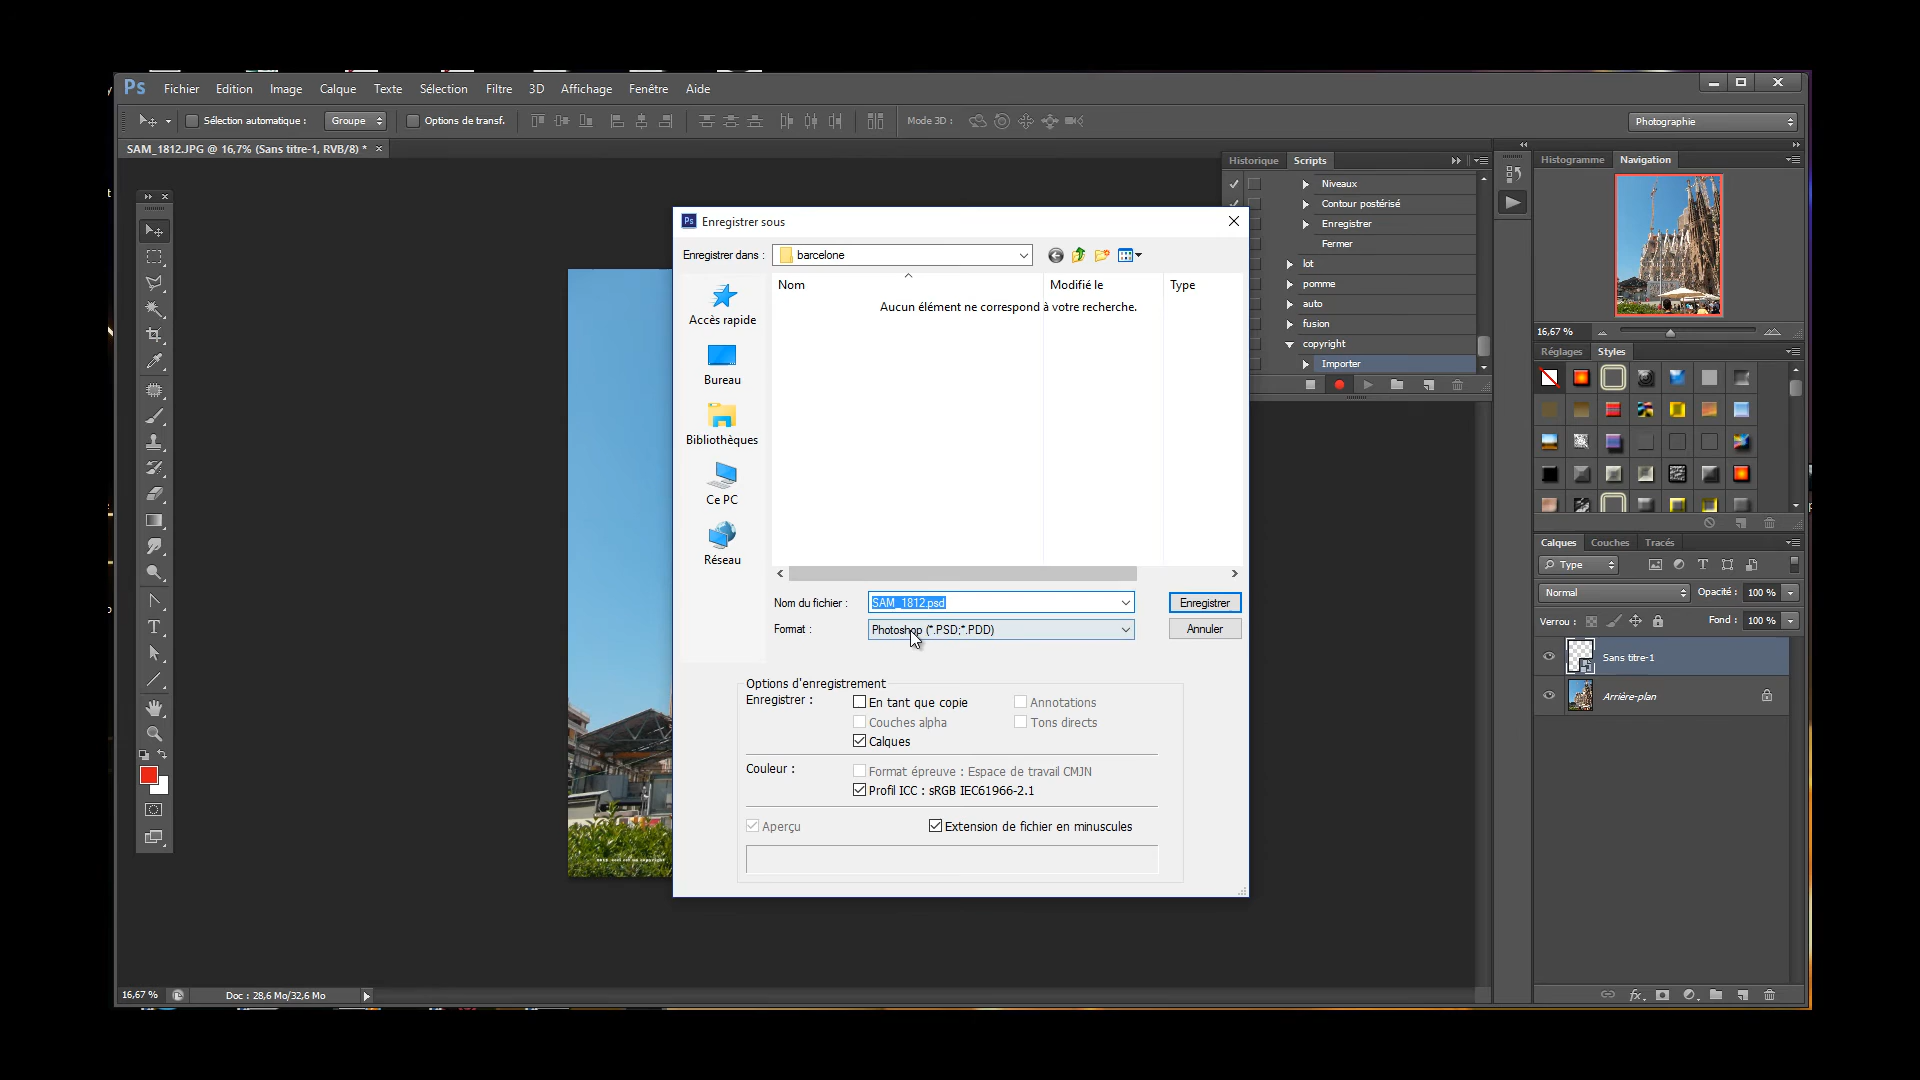 Ps Fichier Edition Image Calque Texte Sélection Filtre 3D Affichage Fenêtre Aide
Sélection automatique : Groupe Options de transf. Mode 3D : Photographie
SAM_1812.JPG @ 16,7% (Sans titre-1, RVB/8) *
Historique Scripts
Niveaux
Contour postérisé
Enregistrer
Fermer
lot
pomme
auto
fusion
copyright
Importer
Histogramme Navigation
16,67 %
Réglages Styles
Calques Couches Tracés
Type
Normal Opacité : 100 %
Verrou : Fond : 100 %
Sans titre-1
Arrière-plan
Enregistrer sous
Enregistrer dans : barcelone
Nom Modifié le Type
Aucun élément ne correspond à votre recherche.
Accès rapide
Bureau
Bibliothèques
Ce PC
Réseau
Nom du fichier : SAM_1812.psd Enregistrer
Format : Photoshop (*.PSD;*.PDD) Annuler
Options d'enregistrement
Enregistrer : En tant que copie Annotations
Couches alpha Tons directs
Calques
Couleur : Format épreuve : Espace de travail CMJN
Profil ICC : sRGB IEC61966-2.1
Aperçu Extension de fichier en minuscules
16,67 % Doc : 28,6 Mo/32,6 Mo